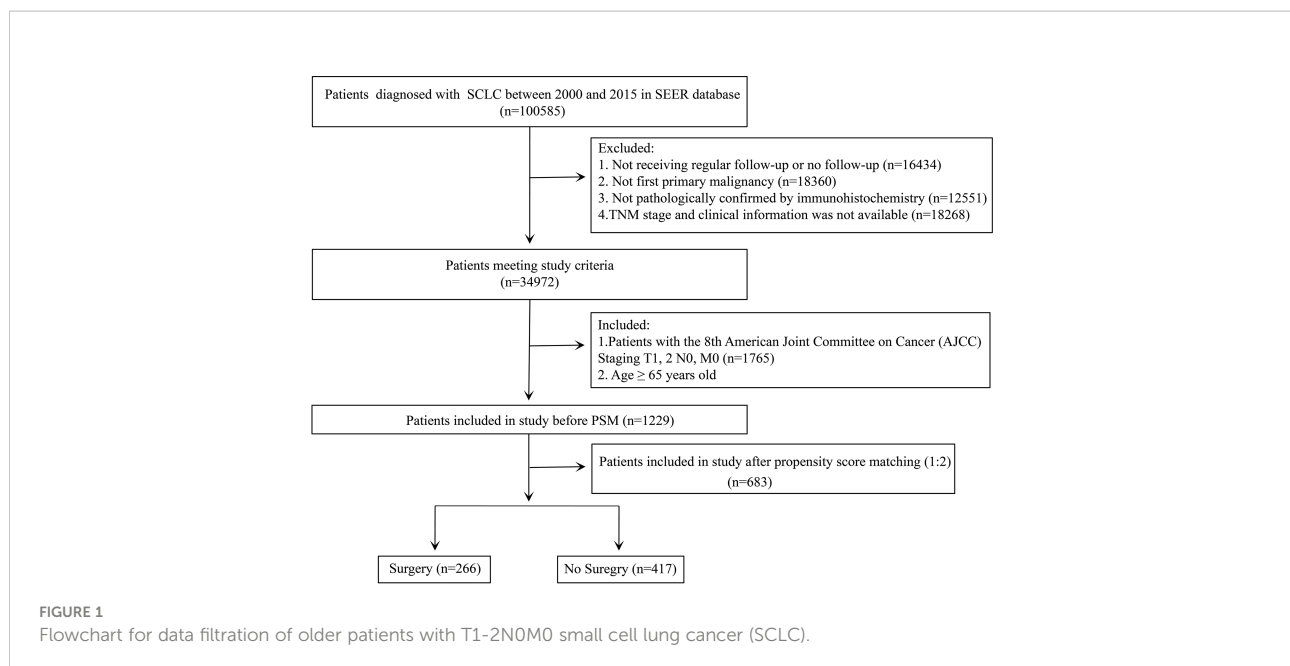 Patients diagnosed with SCLC between 2000 and 2015 in SEER database
(n=100585)
Excluded:
1. Not receiving regular follow-up or no follow-up (n=16434)
2. Not first primary malignancy (n=18360)
3. Not pathologically confirmed by immunohistochemistry (n=12551)
4.TNM stage and clinical information was not available (n=18268)
Patients meeting study criteria
(n=34972)
Included:
1.Patients with the 8th American Joint Committee on Cancer (AJCC)
Staging T1, 2 N0, M0 (n=1765)
2. Age ≥ 65 years old
Patients included in study before PSM (n=1229)
Patients included in study after propensity score matching (1:2)
(n=683)
Surgery (n=266)
No Suregry (n=417)
FIGURE 1
Flowchart for data filtration of older patients with T1-2N0M0 small cell lung cancer (SCLC).